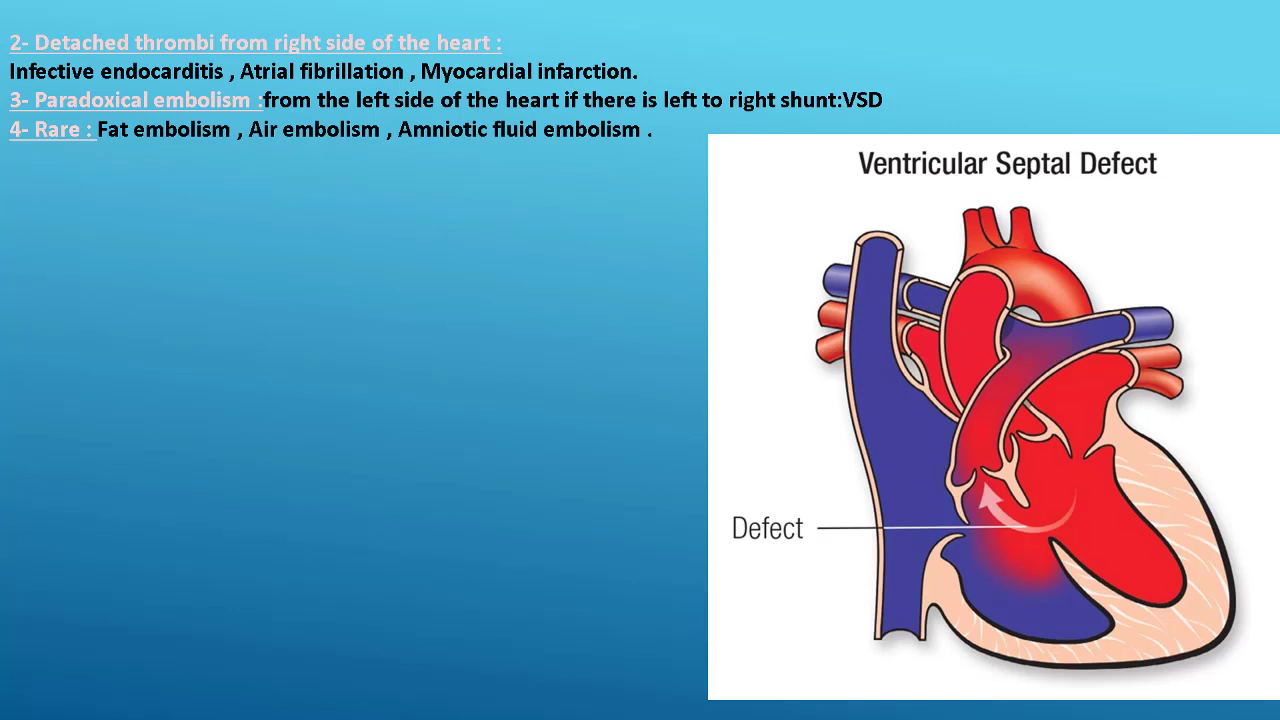 2- Detached thrombi from right side of the heart :
Infective endocarditis , Atrial fibrillation , Myocardial infarction.
3- Paradoxical embolism :from the left side of the heart if there is left to right shunt:VSD
4- Rare : Fat embolism , Air embolism , Amniotic fluid embolism .
Ventricular Septal Defect
Defect